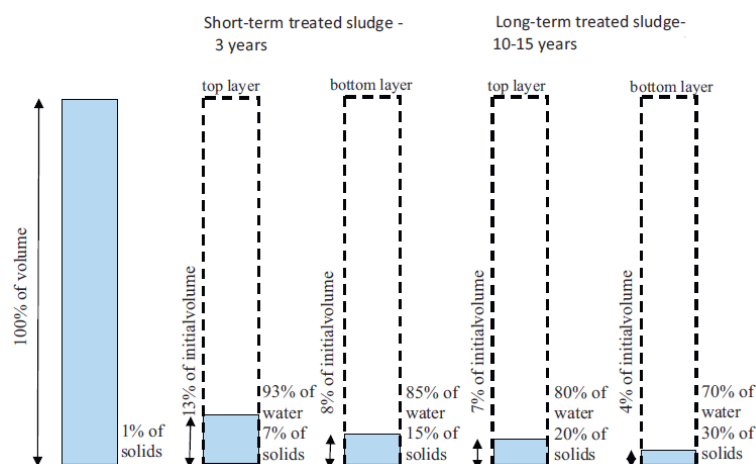 Short-term treated sludge -
3 years
Long-term treated sludge-
10-15 years
top layer
bottom layer
top layer
bottom layer
100% of volume
1% of
solids
13% of initialvolume
93% of
water
7% of
solids
8% of initialvolume
85% of
water
15% of
solids
7% of initialvolume
80% of
water
20% of
solids
4% of initialvolume
70% of
water
30% of
solids